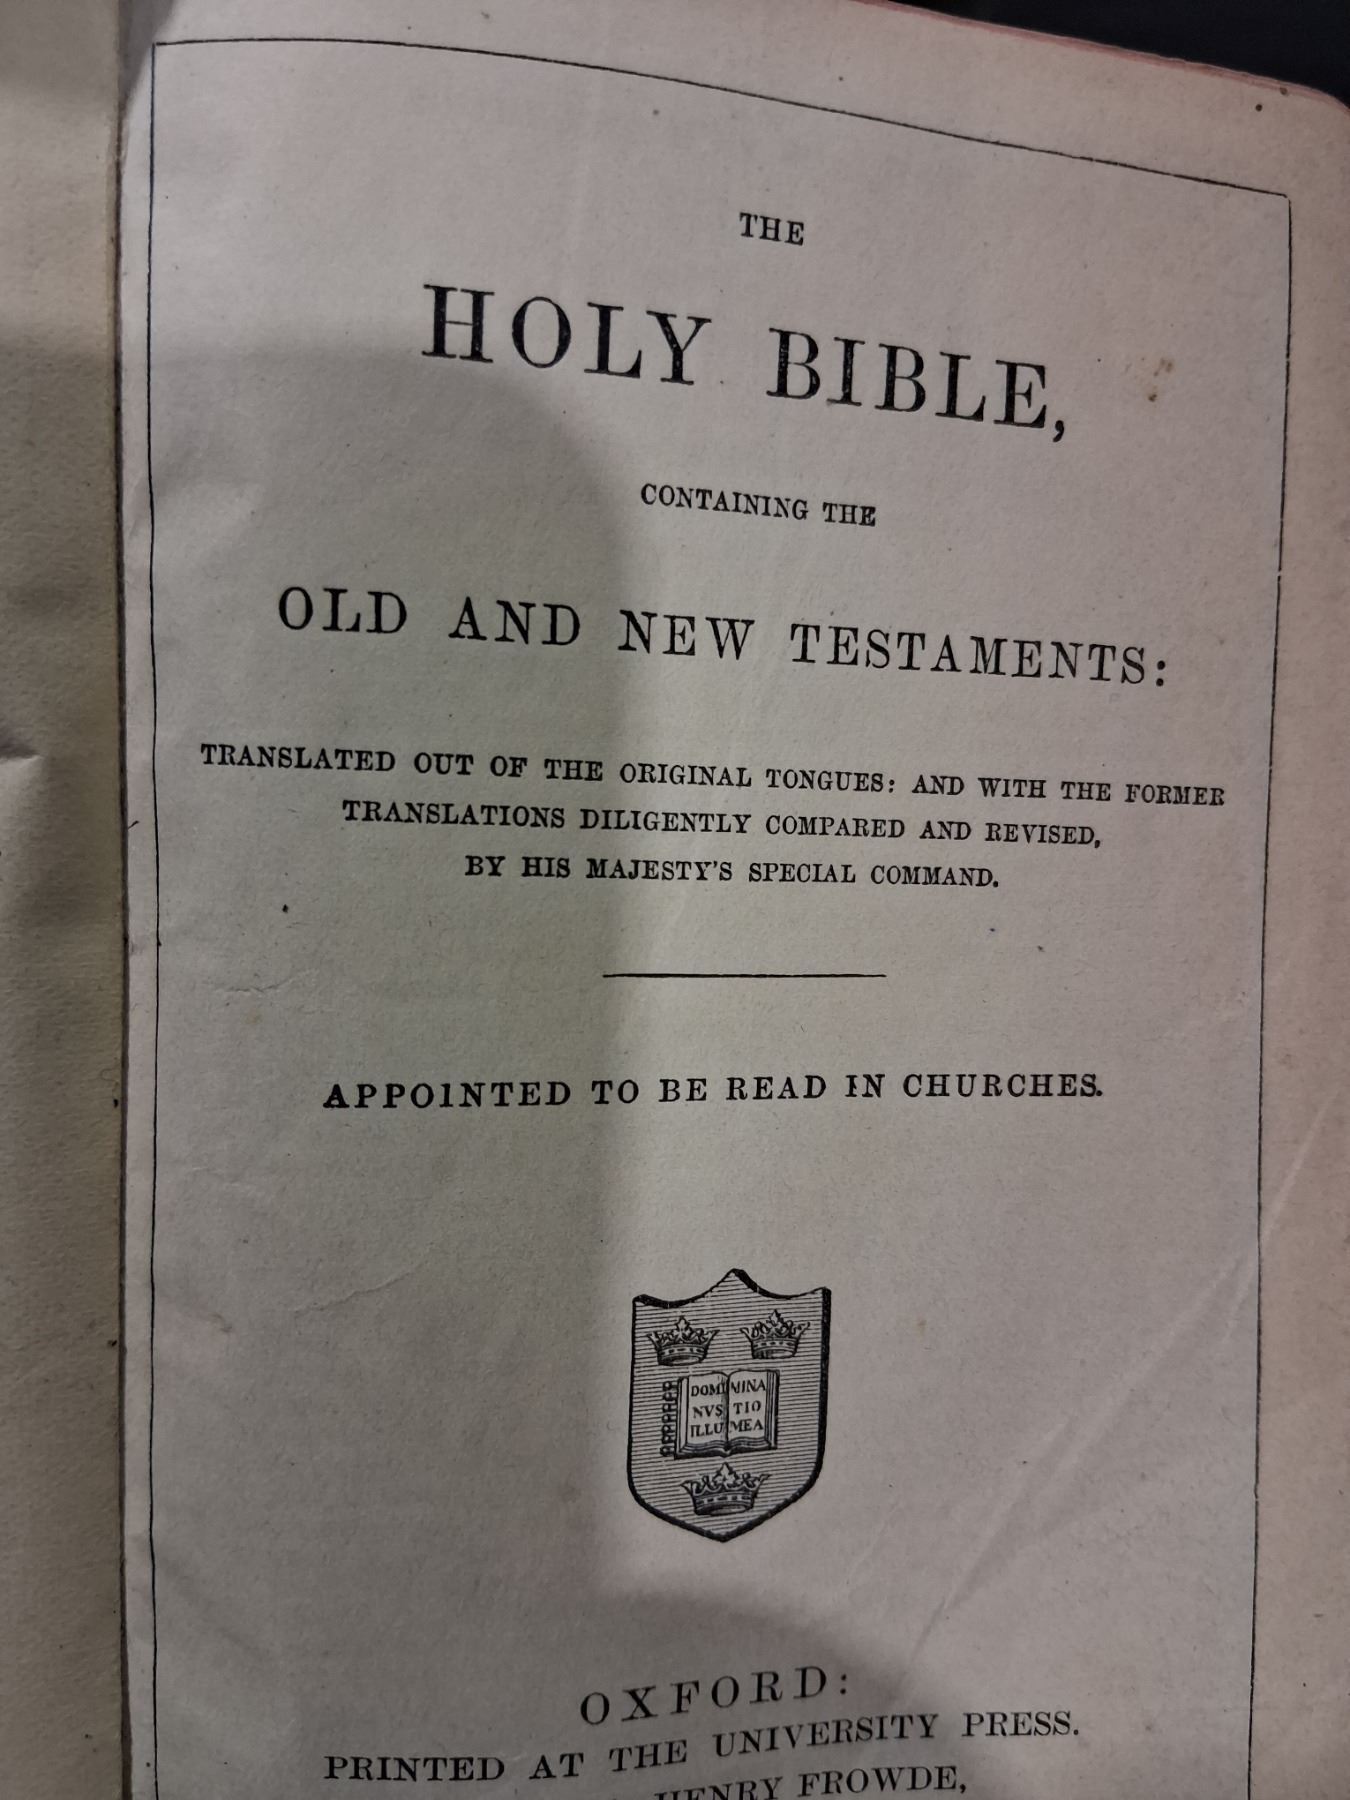 THE
HOLY BIBLE,
CONTAINING THE
OLD AND NEW TESTAMENTS:
TRANSLATED OUT OF THE ORIGINAL TONGUES: AND WITH THE FORMER
TRANSLATIONS DILIGENTLY COMPARED AND REVISED,
BY HIS MAJESTY'S SPECIAL COMMAND.
APPOINTED TO BE READ IN CHURCHES.
DOMI MINA
NVS TIO
ILLU MEA
OXFORD:
PRINTED AT THE UNIVERSITY PRESS.
HENRY FROWDE,